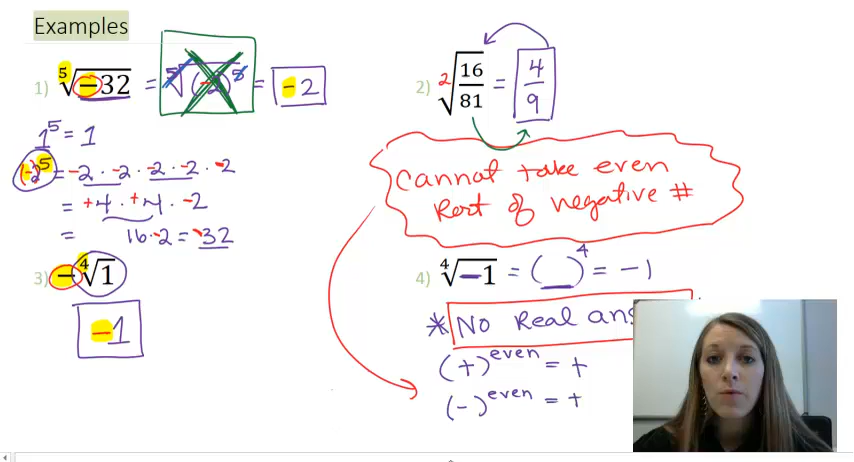 Examples
1) ⁵√−32 = ⁵√(-2)⁵ = -2
1⁵ = 1
(-2)⁵ = -2 · -2 · -2 · -2 · -2
= +4 · +4 · -2
= 16 · -2 = -32
2) ²√16/81 = 4/9
Cannot take even
Root of negative #
3) −⁴√1
-1
4) ⁴√−1 = ( )⁴ = -1
*No Real ans
(+)^even = +
(-)^even = +